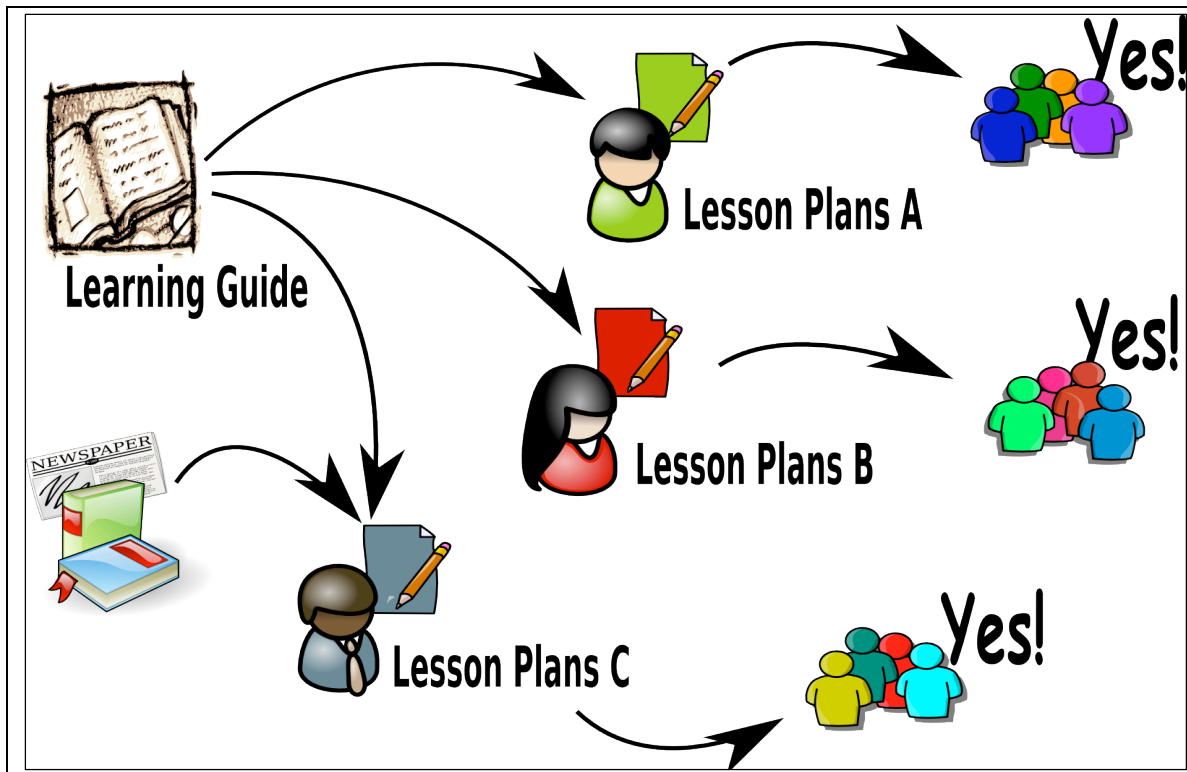 Yes!
Lesson Plans A
Learning Guide
Yes!
Lesson Plans B
NEWSPAPER
Yes!
Lesson Plans C